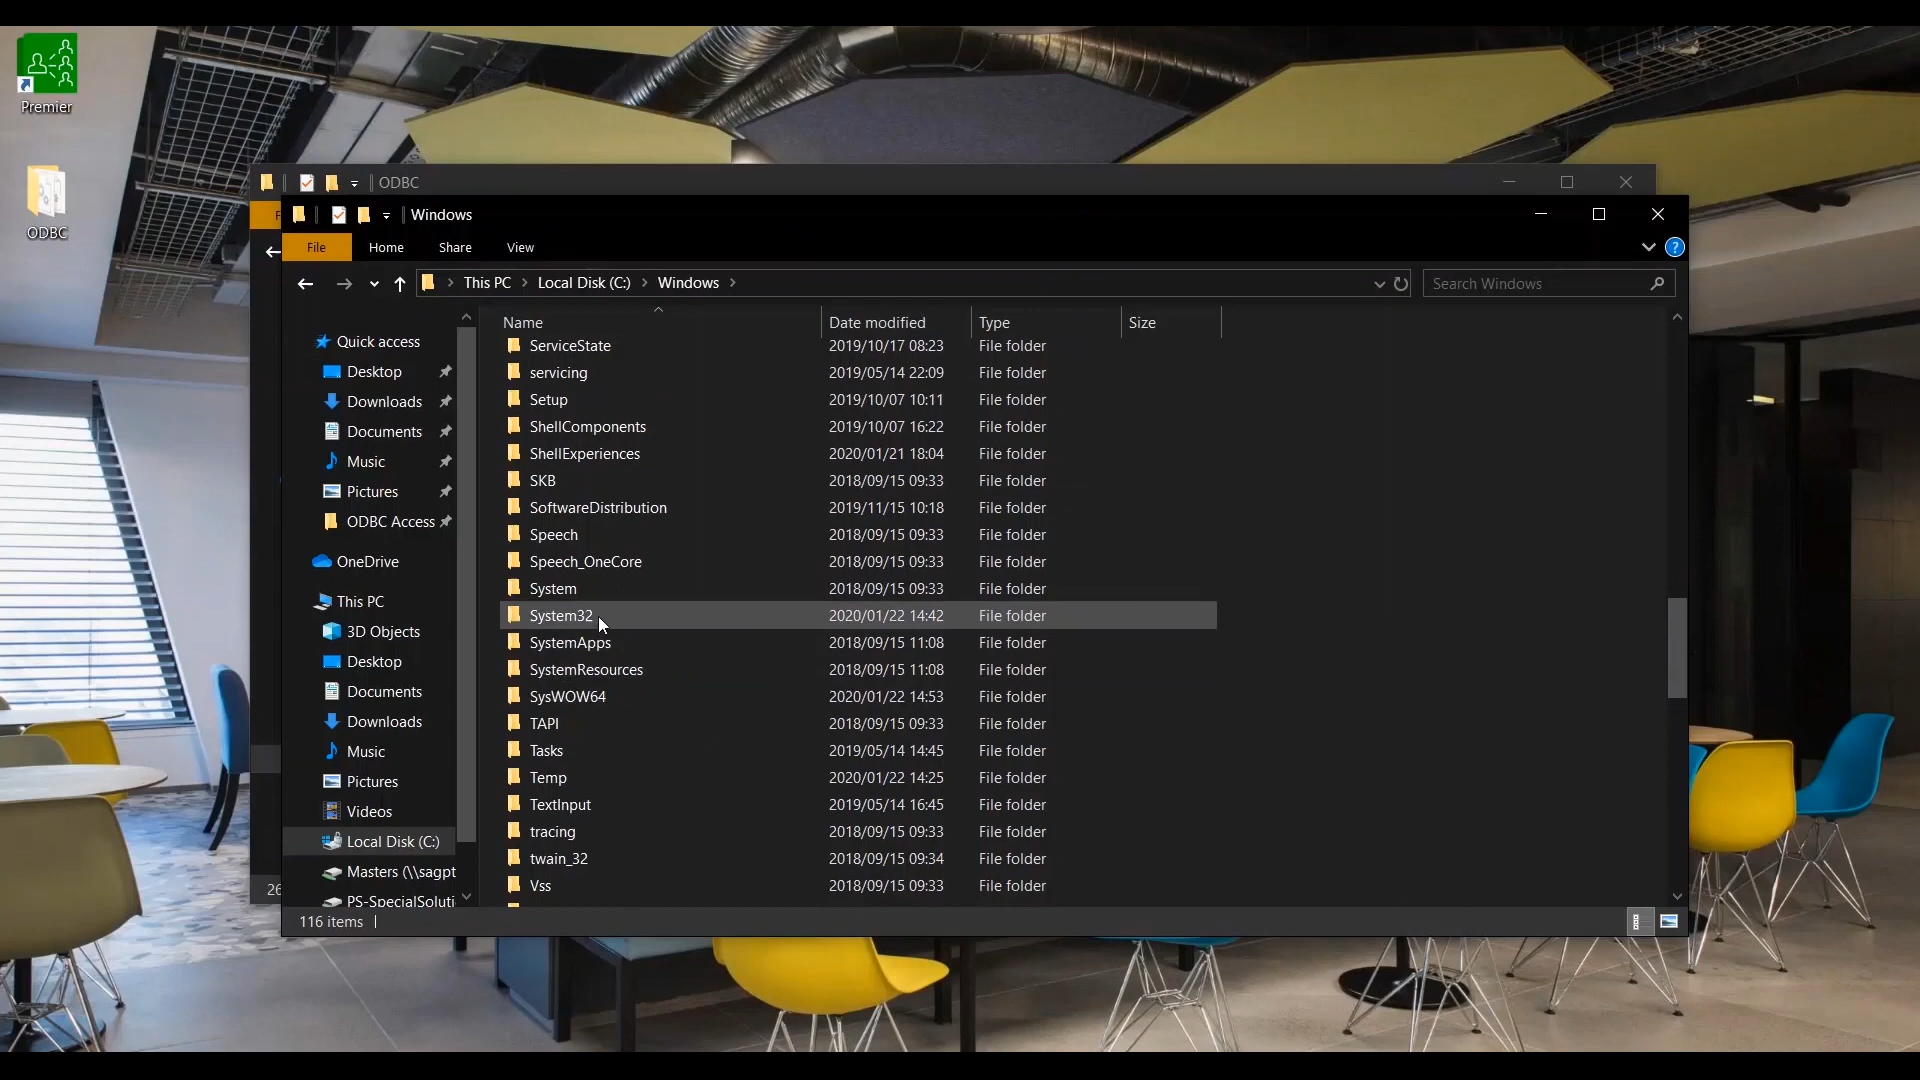 Premier
ODBC
ODBC
Windows
File Home Share View
This PC Local Disk (C:) Windows
Search Windows
Quick access
Desktop
Downloads
Documents
Music
Pictures
ODBC Access
OneDrive
This PC
3D Objects
Desktop
Documents
Downloads
Music
Pictures
Videos
Local Disk (C:)
Masters (\\sagpt
PS-SpecialSoluti
Name Date modified Type Size
ServiceState 2019/10/17 08:23 File folder
servicing 2019/05/14 22:09 File folder
Setup 2019/10/07 10:11 File folder
ShellComponents 2019/10/07 16:22 File folder
ShellExperiences 2020/01/21 18:04 File folder
SKB 2018/09/15 09:33 File folder
SoftwareDistribution 2019/11/15 10:18 File folder
Speech 2018/09/15 09:33 File folder
Speech_OneCore 2018/09/15 09:33 File folder
System 2018/09/15 09:33 File folder
System32 2020/01/22 14:42 File folder
SystemApps 2018/09/15 11:08 File folder
SystemResources 2018/09/15 11:08 File folder
SysWOW64 2020/01/22 14:53 File folder
TAPI 2018/09/15 09:33 File folder
Tasks 2019/05/14 14:45 File folder
Temp 2020/01/22 14:25 File folder
TextInput 2019/05/14 16:45 File folder
tracing 2018/09/15 09:33 File folder
twain_32 2018/09/15 09:34 File folder
Vss 2018/09/15 09:33 File folder
26
116 items